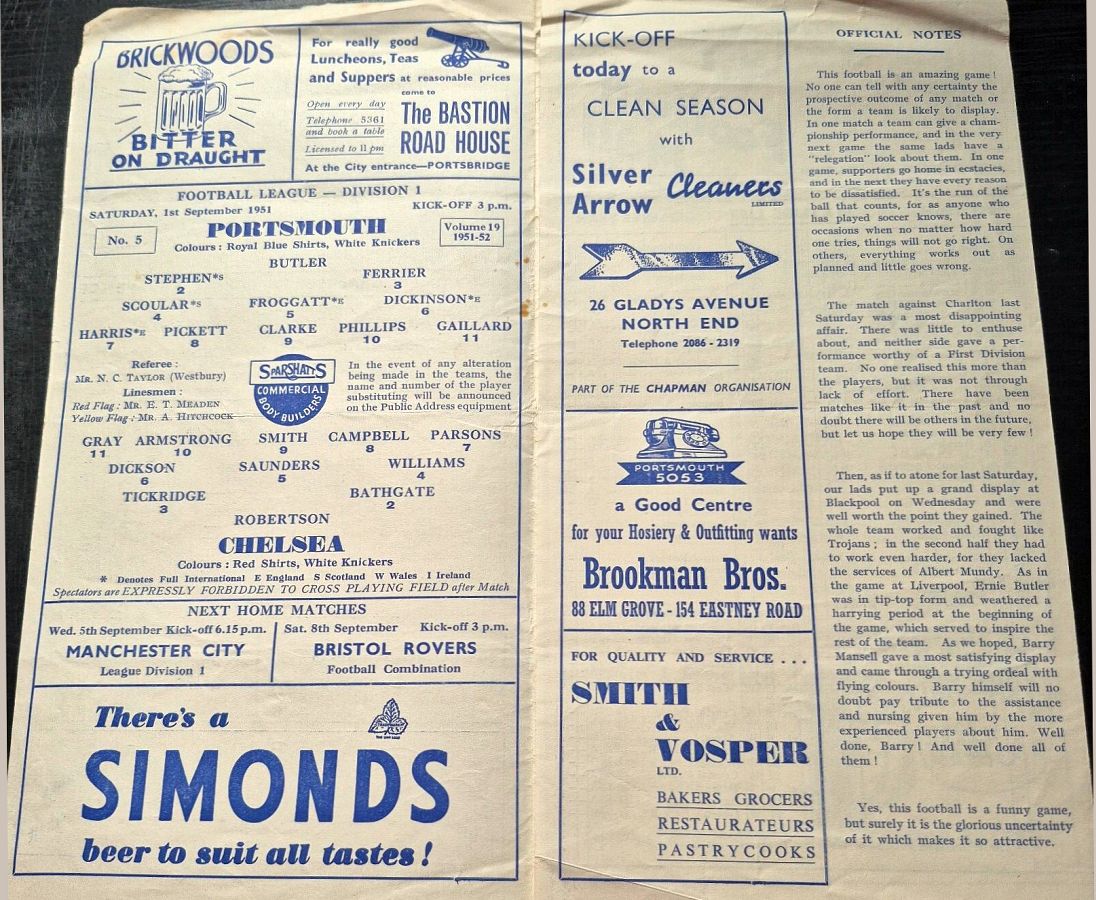 BRICKWOODS
BITTER
ON DRAUGHT
For really good
Luncheons, Teas
and Suppers at reasonable prices
come to
Open every day
Telephone 5361
and book a table
Licensed to 11 pm
The BASTION
ROAD HOUSE
At the City entrance—PORTSBRIDGE
FOOTBALL LEAGUE — DIVISION 1
SATURDAY, 1st September 1951 KICK-OFF 3 p.m.
No. 5
PORTSMOUTH
Colours : Royal Blue Shirts, White Knickers
Volume 19
1951-52
BUTLER
STEPHEN*S FERRIER
2 3
SCOULAR*S FROGGATT*E DICKINSON*E
4 5 6
HARRIS*E PICKETT CLARKE PHILLIPS GAILLARD
7 8 9 10 11
Referee :
MR. N. C. TAYLOR (Westbury)
Linesmen :
Red Flag : MR. E. T. MEADEN
Yellow Flag : MR. A. HITCHCOCK
SPARSHATTS
COMMERCIAL
BODY BUILDERS
In the event of any alteration
being made in the teams, the
name and number of the player
substituting will be announced
on the Public Address equipment
GRAY ARMSTRONG SMITH CAMPBELL PARSONS
11 10 9 8 7
DICKSON SAUNDERS WILLIAMS
6 5 4
TICKRIDGE BATHGATE
3 2
ROBERTSON
CHELSEA
Colours : Red Shirts, White Knickers
* Denotes Full International E England S Scotland W Wales I Ireland
Spectators are EXPRESSLY FORBIDDEN TO CROSS PLAYING FIELD after Match
NEXT HOME MATCHES
Wed. 5th September Kick-off 6.15 p.m.
MANCHESTER CITY
League Division 1
Sat. 8th September Kick-off 3 p.m.
BRISTOL ROVERS
Football Combination
There's a
SIMONDS
beer to suit all tastes !
KICK-OFF
today to a
CLEAN SEASON
with
Silver
Arrow
Cleaners
LIMITED
26 GLADYS AVENUE
NORTH END
Telephone 2086 - 2319
PART OF THE CHAPMAN ORGANISATION
PORTSMOUTH
5053
a Good Centre
for your Hosiery & Outfitting wants
Brookman Bros.
88 ELM GROVE - 154 EASTNEY ROAD
FOR QUALITY AND SERVICE . . .
SMITH
&
VOSPER
LTD.
BAKERS GROCERS
RESTAURATEURS
PASTRYCOOKS
OFFICIAL NOTES
This football is an amazing game !
No one can tell with any certainty the
prospective outcome of any match or
the form a team is likely to display.
In one match a team can give a cham-
pionship performance, and in the very
next game the same lads have a
"relegation" look about them. In one
game, supporters go home in ecstacies,
and in the next they have every reason
to be dissatisfied. It's the run of the
ball that counts, for as anyone who
has played soccer knows, there are
occasions when no matter how hard
one tries, things will not go right. On
others, everything works out as
planned and little goes wrong.
The match against Charlton last
Saturday was a most disappointing
affair. There was little to enthuse
about, and neither side gave a per-
formance worthy of a First Division
team. No one realised this more than
the players, but it was not through
lack of effort. There have been
matches like it in the past and no
doubt there will be others in the future,
but let us hope they will be very few !
Then, as if to atone for last Saturday,
our lads put up a grand display at
Blackpool on Wednesday and were
well worth the point they gained. The
whole team worked and fought like
Trojans ; in the second half they had
to work even harder, for they lacked
the services of Albert Mundy. As in
the game at Liverpool, Ernie Butler
was in tip-top form and weathered a
harrying period at the beginning of
the game, which served to inspire the
rest of the team. As we hoped, Barry
Mansell gave a most satisfying display
and came through a trying ordeal with
flying colours. Barry himself will no
doubt pay tribute to the assistance
and nursing given him by the more
experienced players about him. Well
done, Barry ! And well done all of
them !
Yes, this football is a funny game,
but surely it is the glorious uncertainty
of it which makes it so attractive.